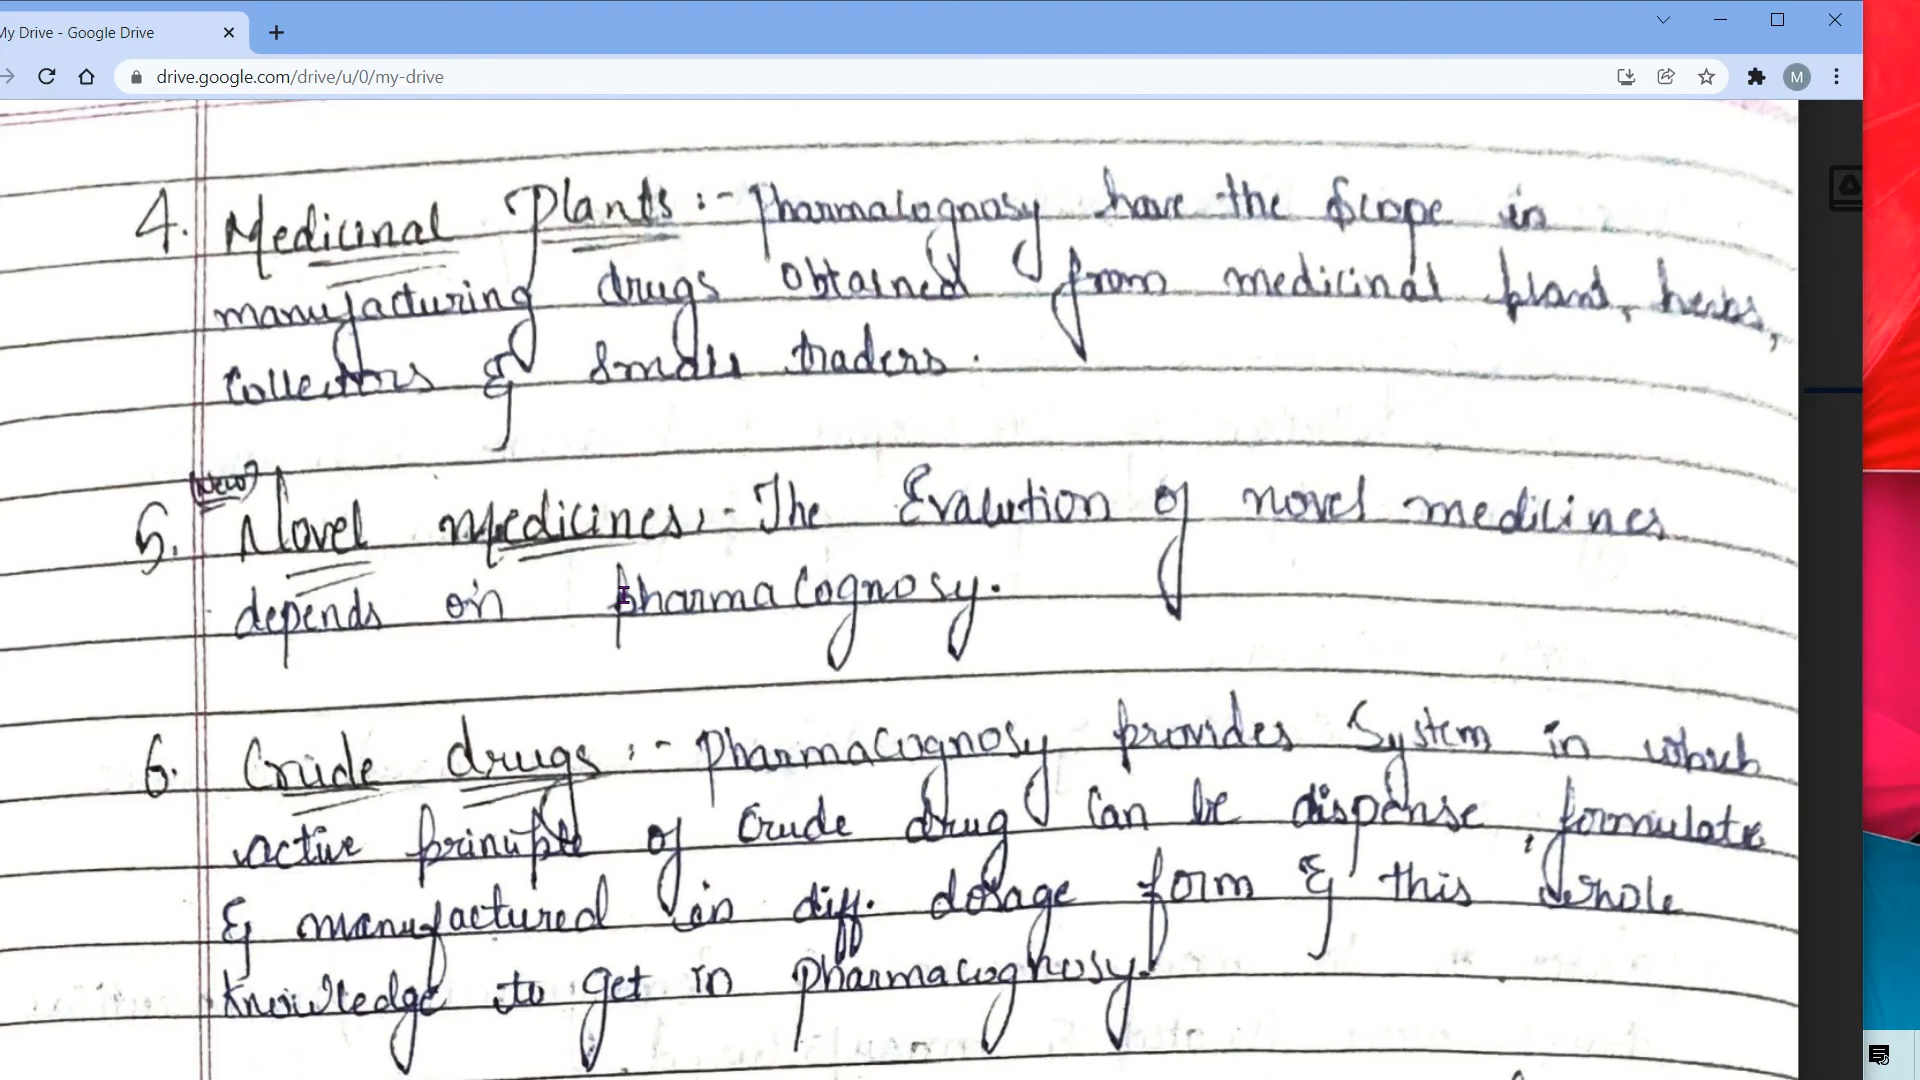 My Drive - Google Drive
drive.google.com/drive/u/0/my-drive
M
4. Medicinal Plants :- Pharmacognosy have the Scope in
manufacturing drugs obtained from medicinal plant, herbs,
Collectors & Small traders.
(New)
5. Novel Medicines :- The Evalution of novel medicines
depends on pharmacognosy.
6. Crude drugs :- Pharmacognosy provides System in which
active principle of Crude drug can be dispense, formulate
& manufactured in diff. dosage form & this whole
knowledge to get in pharmacognosy.